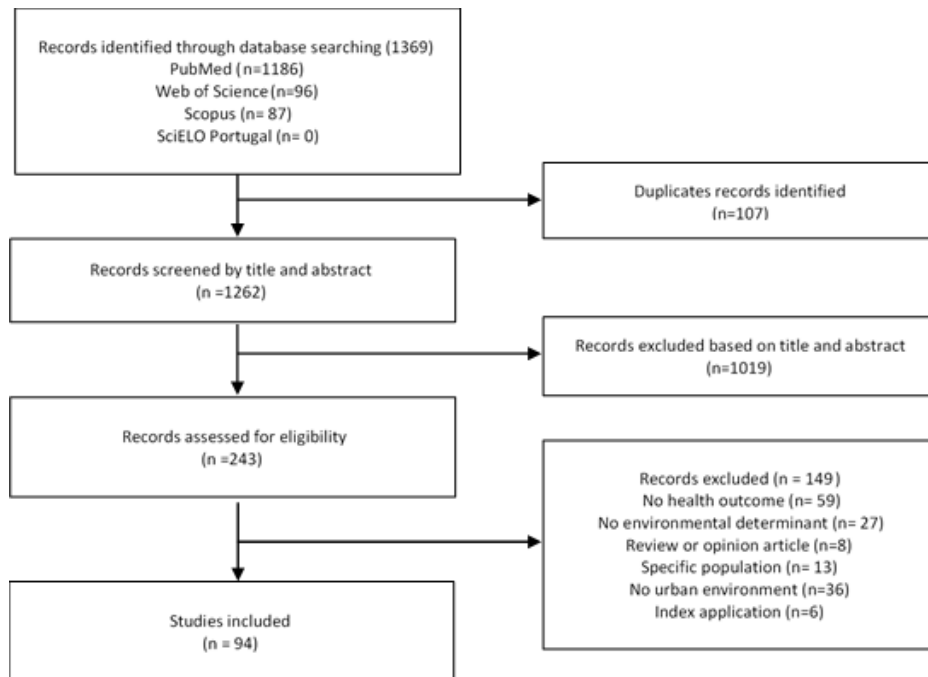 Records identified through database searching (1369)
PubMed (n=1186)
Web of Science (n=96)
Scopus (n= 87)
SciELO Portugal (n= 0)
Duplicates records identified
(n=107)
Records screened by title and abstract
(n =1262)
Records excluded based on title and abstract
(n=1019)
Records assessed for eligibility
(n =243)
Records excluded (n = 149)
No health outcome (n= 59)
No environmental determinant (n= 27)
Review or opinion article (n=8)
Specific population (n= 13)
No urban environment (n=36)
Index application (n=6)
Studies included
(n = 94)